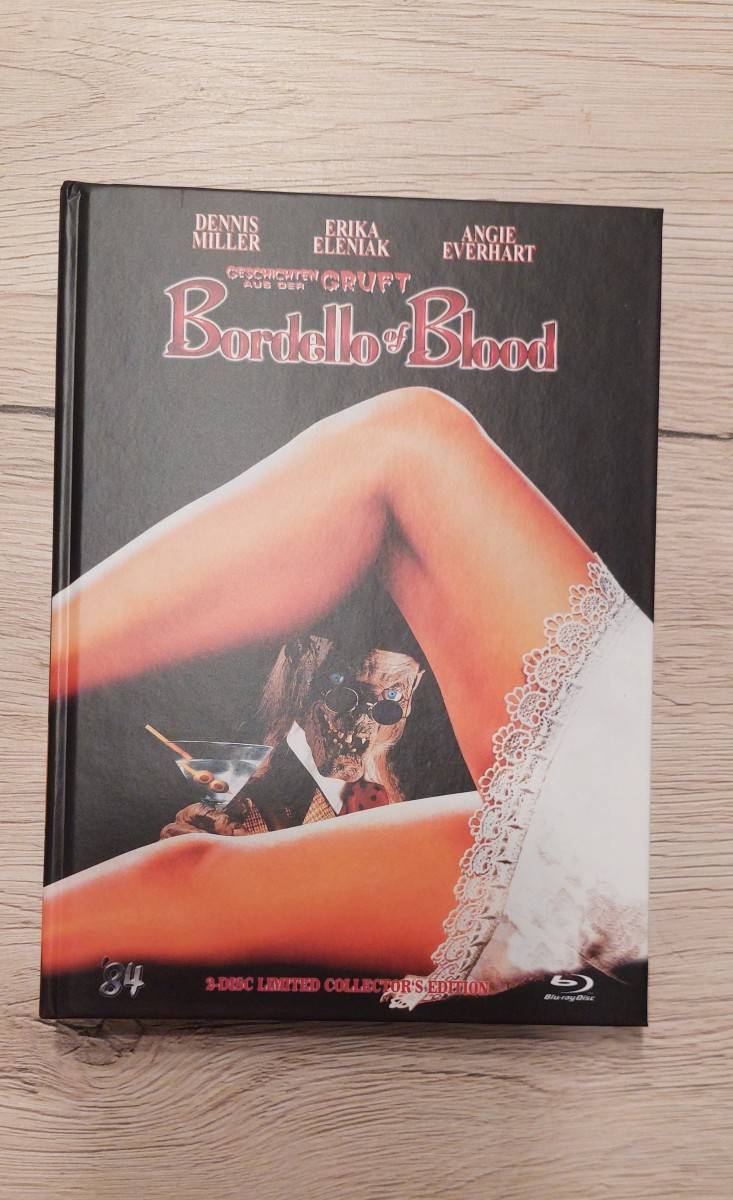 DENNIS
MILLER
ERIKA
ELENIAK
ANGIE
EVERHART
GESCHICHTEN
AUS DER GRUFT
Bordello of Blood
'84
2-DISC LIMITED COLLECTOR'S EDITION
Blu-ray Disc